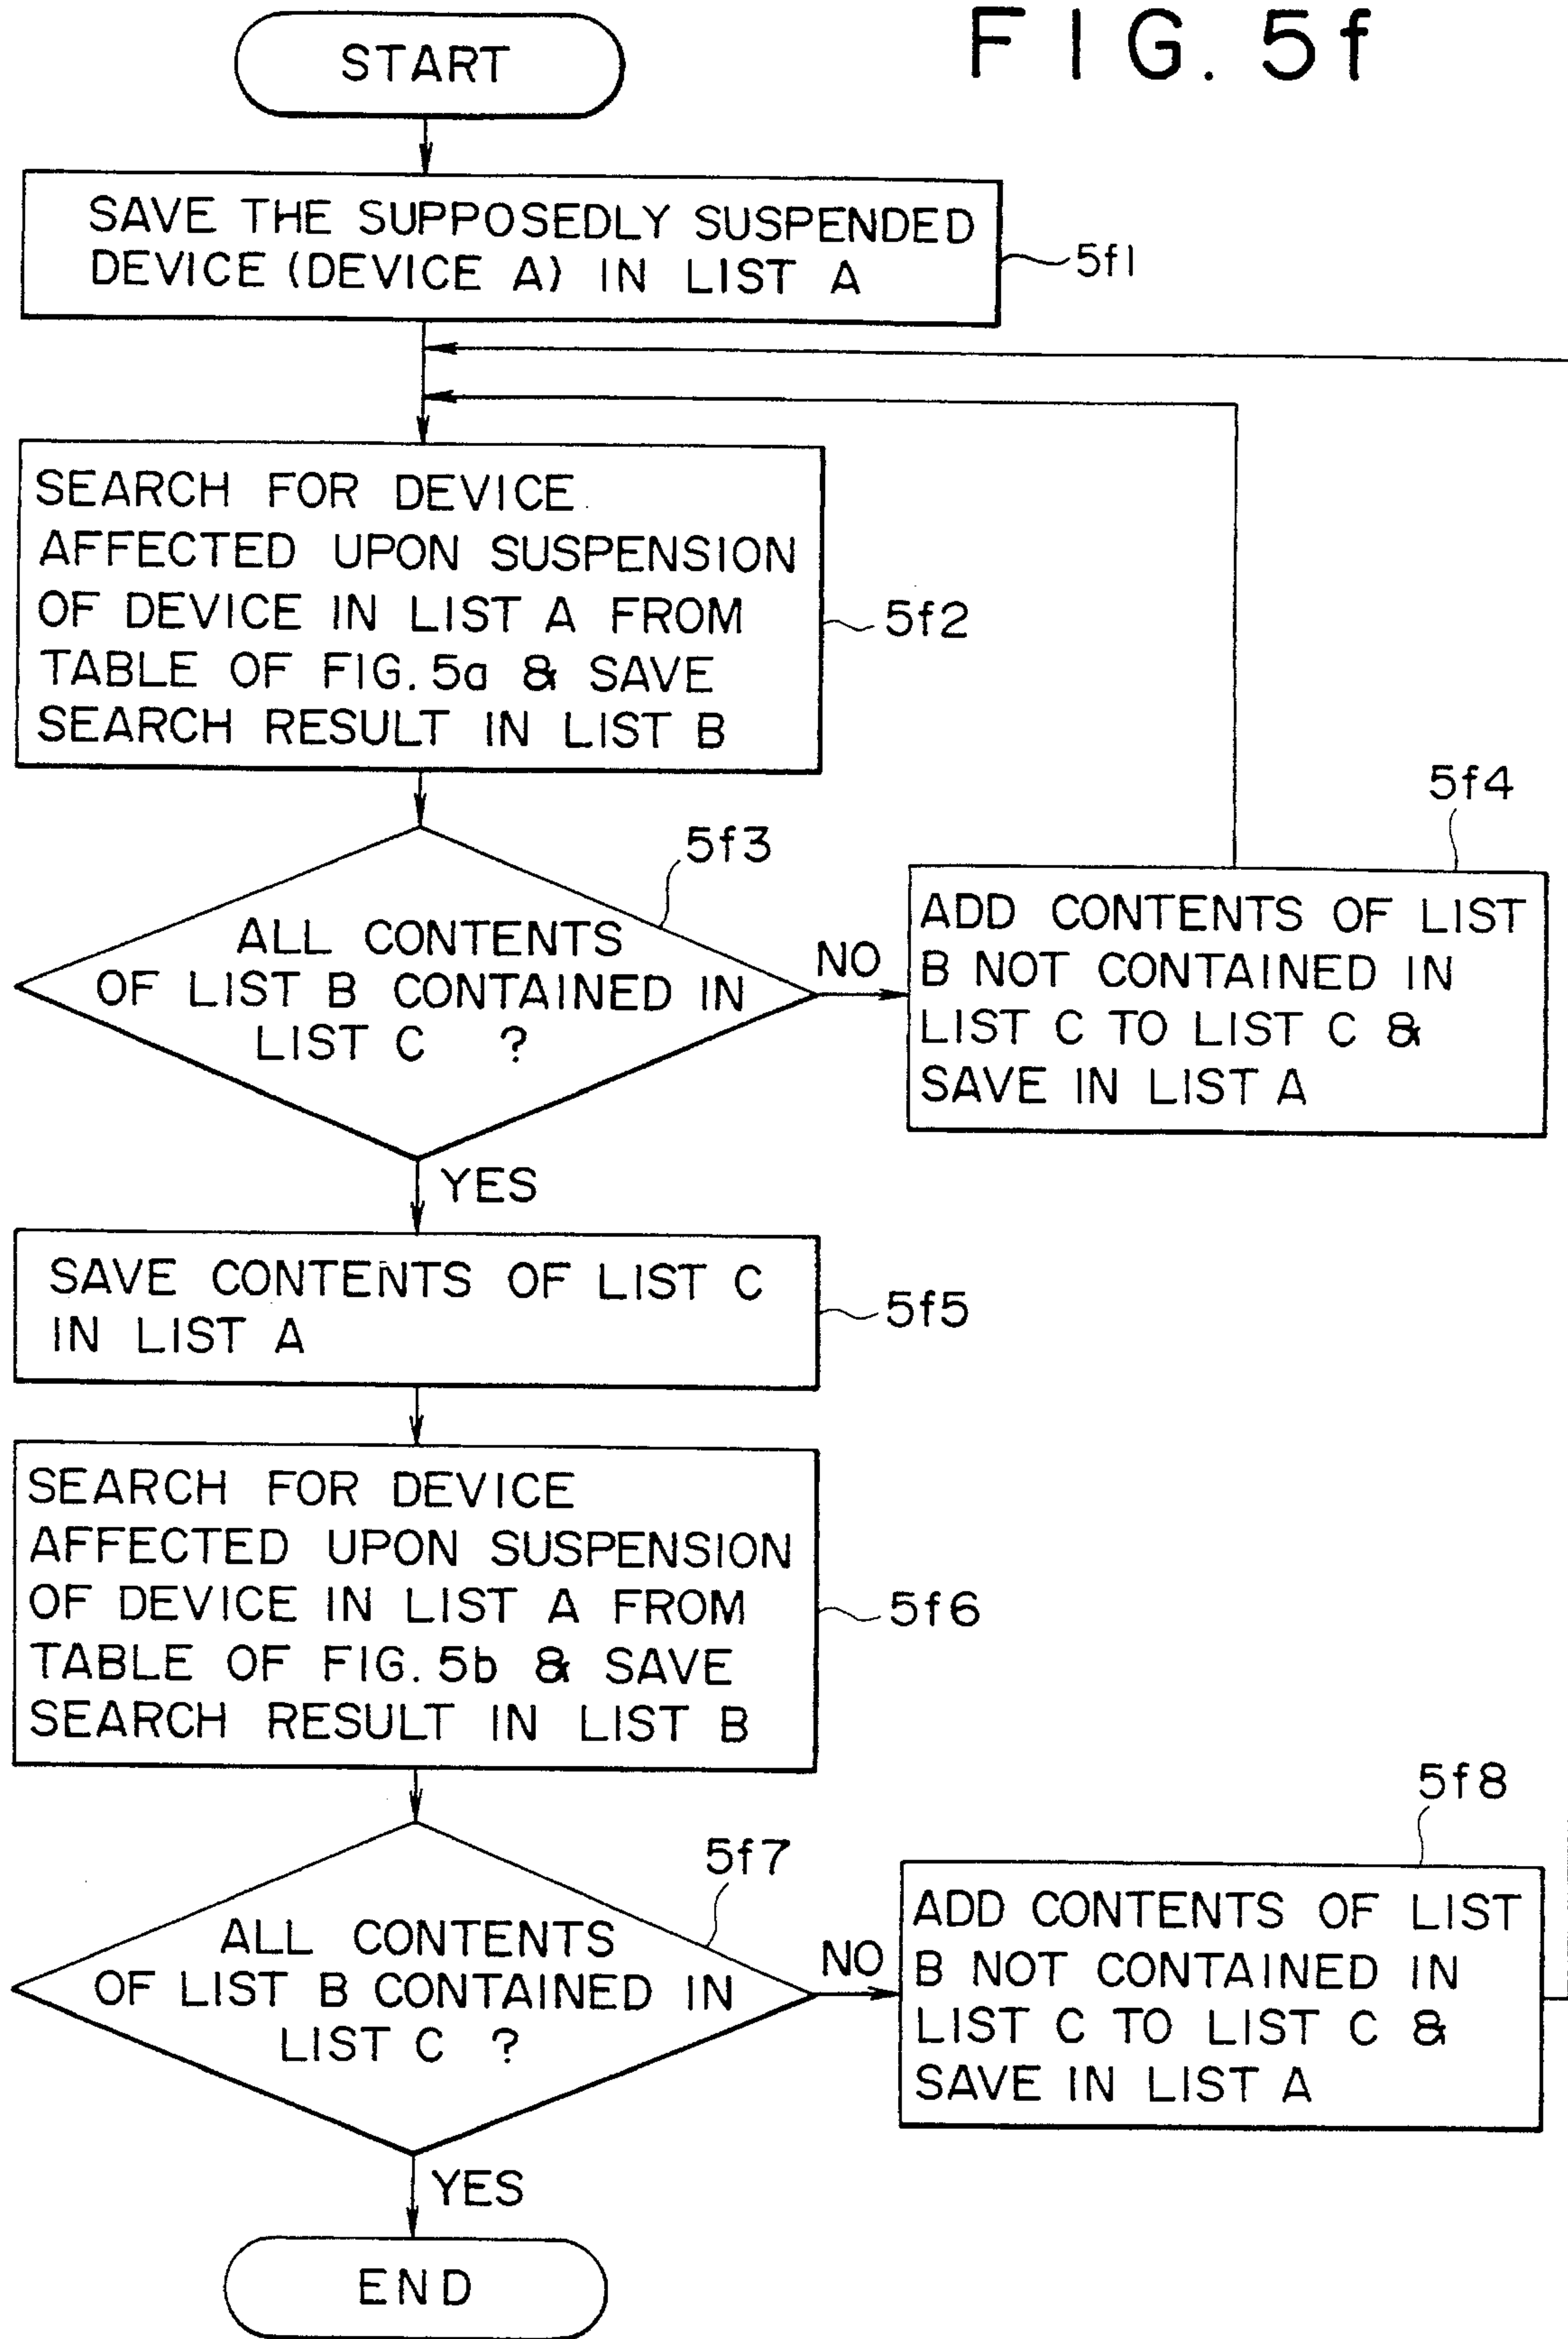 FIG. 5f
START
SAVE THE SUPPOSEDLY SUSPENDED
DEVICE (DEVICE A) IN LIST A
5f1
SEARCH FOR DEVICE
AFFECTED UPON SUSPENSION
OF DEVICE IN LIST A FROM
TABLE OF FIG. 5a & SAVE
SEARCH RESULT IN LIST B
5f2
5f3
ALL CONTENTS
OF LIST B CONTAINED IN
LIST C ?
NO
5f4
ADD CONTENTS OF LIST
B NOT CONTAINED IN
LIST C TO LIST C &
SAVE IN LIST A
YES
SAVE CONTENTS OF LIST C
IN LIST A
5f5
SEARCH FOR DEVICE
AFFECTED UPON SUSPENSION
OF DEVICE IN LIST A FROM
TABLE OF FIG. 5b & SAVE
SEARCH RESULT IN LIST B
5f6
5f7
ALL CONTENTS
OF LIST B CONTAINED IN
LIST C ?
NO
5f8
ADD CONTENTS OF LIST
B NOT CONTAINED IN
LIST C TO LIST C &
SAVE IN LIST A
YES
END